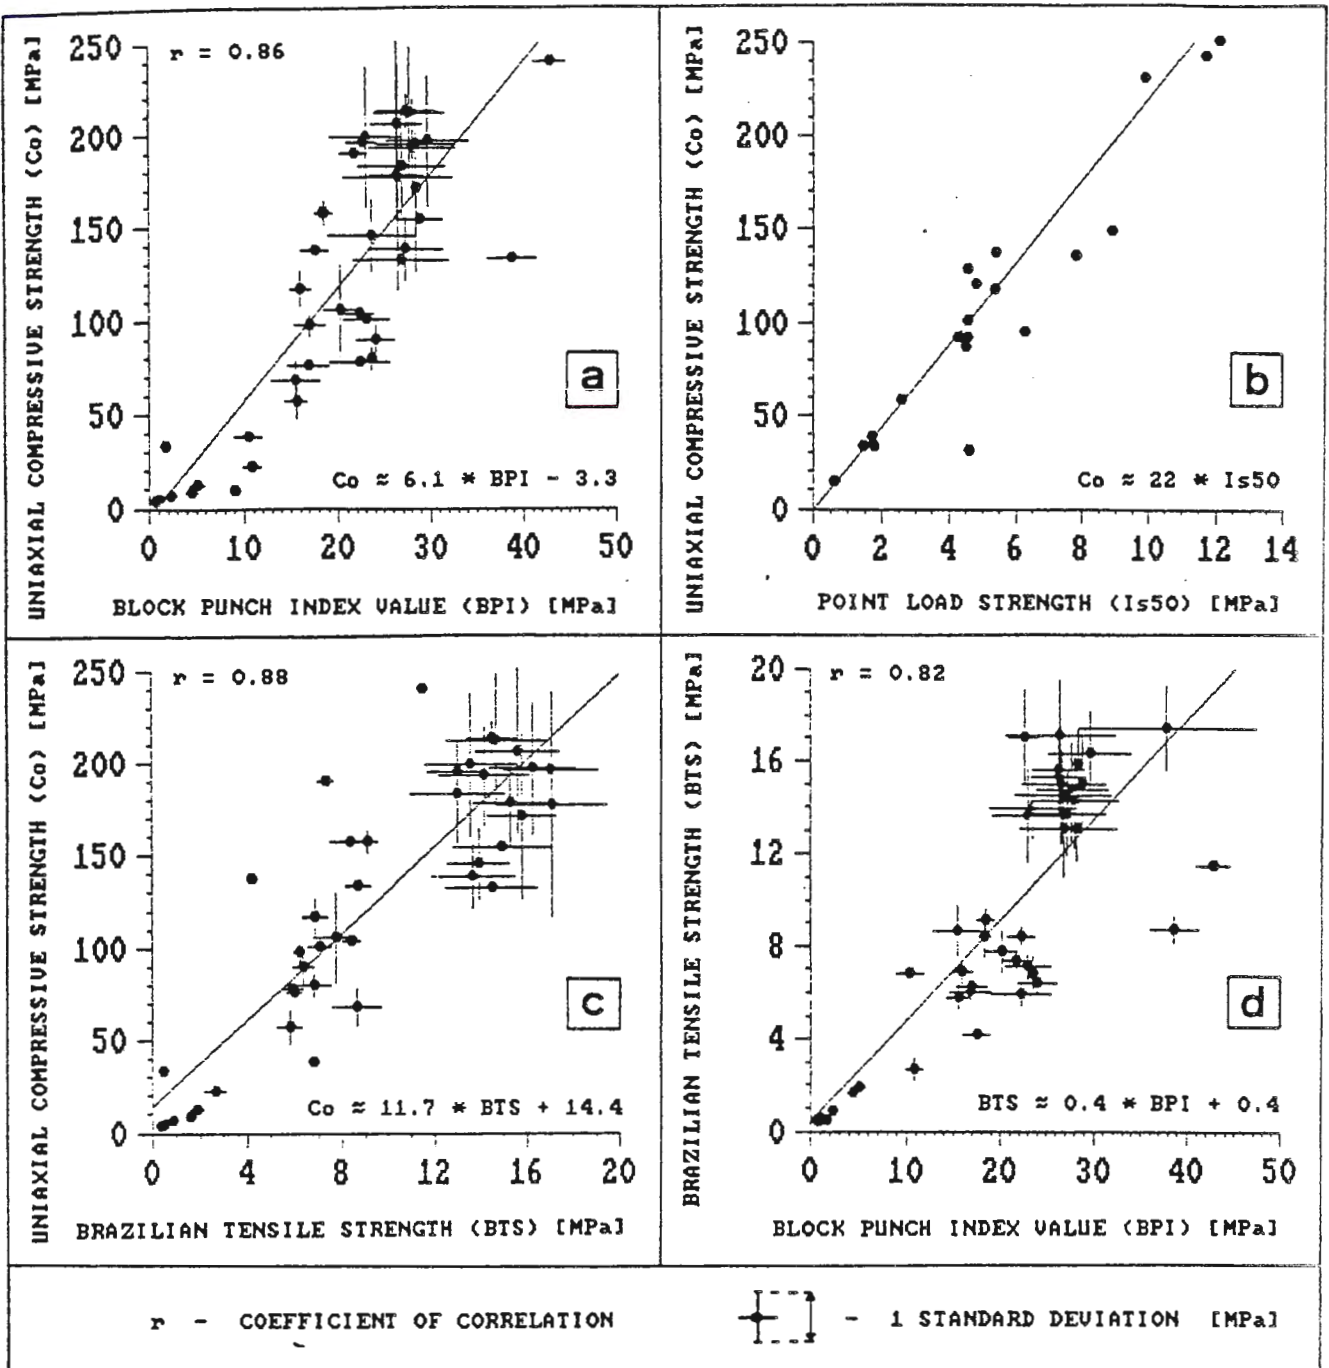 UNIAXIAL COMPRESSIVE STRENGTH (Co) [MPa]
250
200
150
100
50
0
r = 0.86
a
Co ≈ 6.1 * BPI - 3.3
0 10 20 30 40 50
BLOCK PUNCH INDEX VALUE (BPI) [MPa]
UNIAXIAL COMPRESSIVE STRENGTH (Co) [MPa]
250
200
150
100
50
0
b
Co ≈ 22 * Is50
0 2 4 6 8 10 12 14
POINT LOAD STRENGTH (Is50) [MPa]
UNIAXIAL COMPRESSIVE STRENGTH (Co) [MPa]
250
200
150
100
50
0
r = 0.88
c
Co ≈ 11.7 * BTS + 14.4
0 4 8 12 16 20
BRAZILIAN TENSILE STRENGTH (BTS) [MPa]
BRAZILIAN TENSILE STRENGTH (BTS) [MPa]
20
16
12
8
4
0
r = 0.82
d
BTS ≈ 0.4 * BPI + 0.4
0 10 20 30 40 50
BLOCK PUNCH INDEX VALUE (BPI) [MPa]
r - COEFFICIENT OF CORRELATION
- 1 STANDARD DEVIATION [MPa]